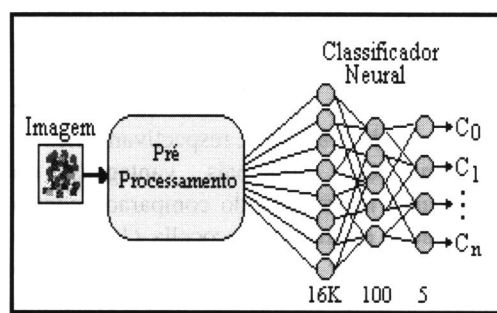 Classificador
Neural
Imagem
Pré
Processamento
C0
C1
⋮
Cn
16K 100 5